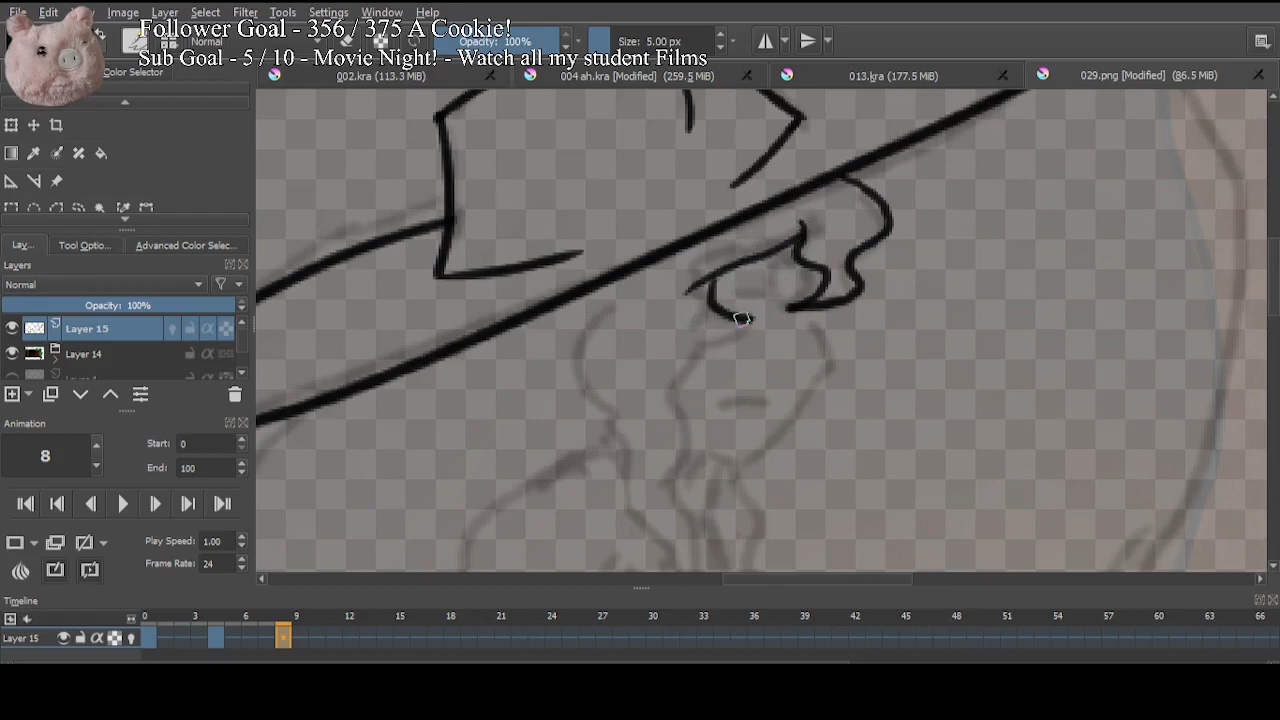 File Edit View Image Layer Select Filter Tools Settings Window Help
Follower Goal - 356 / 375 A Cookie!
Normal Opacity: 100% Size: 5.00 px
Sub Goal - 5 / 10 - Movie Night! - Watch all my student Films
Color Selector
002.kra (113.3 MB) 004 ah.kra [Modified] (259.5 MB) 013.kra (177.5 MB) 029.png [Modified] (86.5 MB)
Lay... Tool Optio... Advanced Color Selec...
Layers
Normal
Opacity: 100%
Layer 15
Layer 14
Animation
8 Start: 0
End: 100
Play Speed: 1.00
Frame Rate: 24
Timeline
0 3 6 9 12 15 18 21 24 27 30 33 36 39 42 45 48 51 54 57 60 63 66
Layer 15